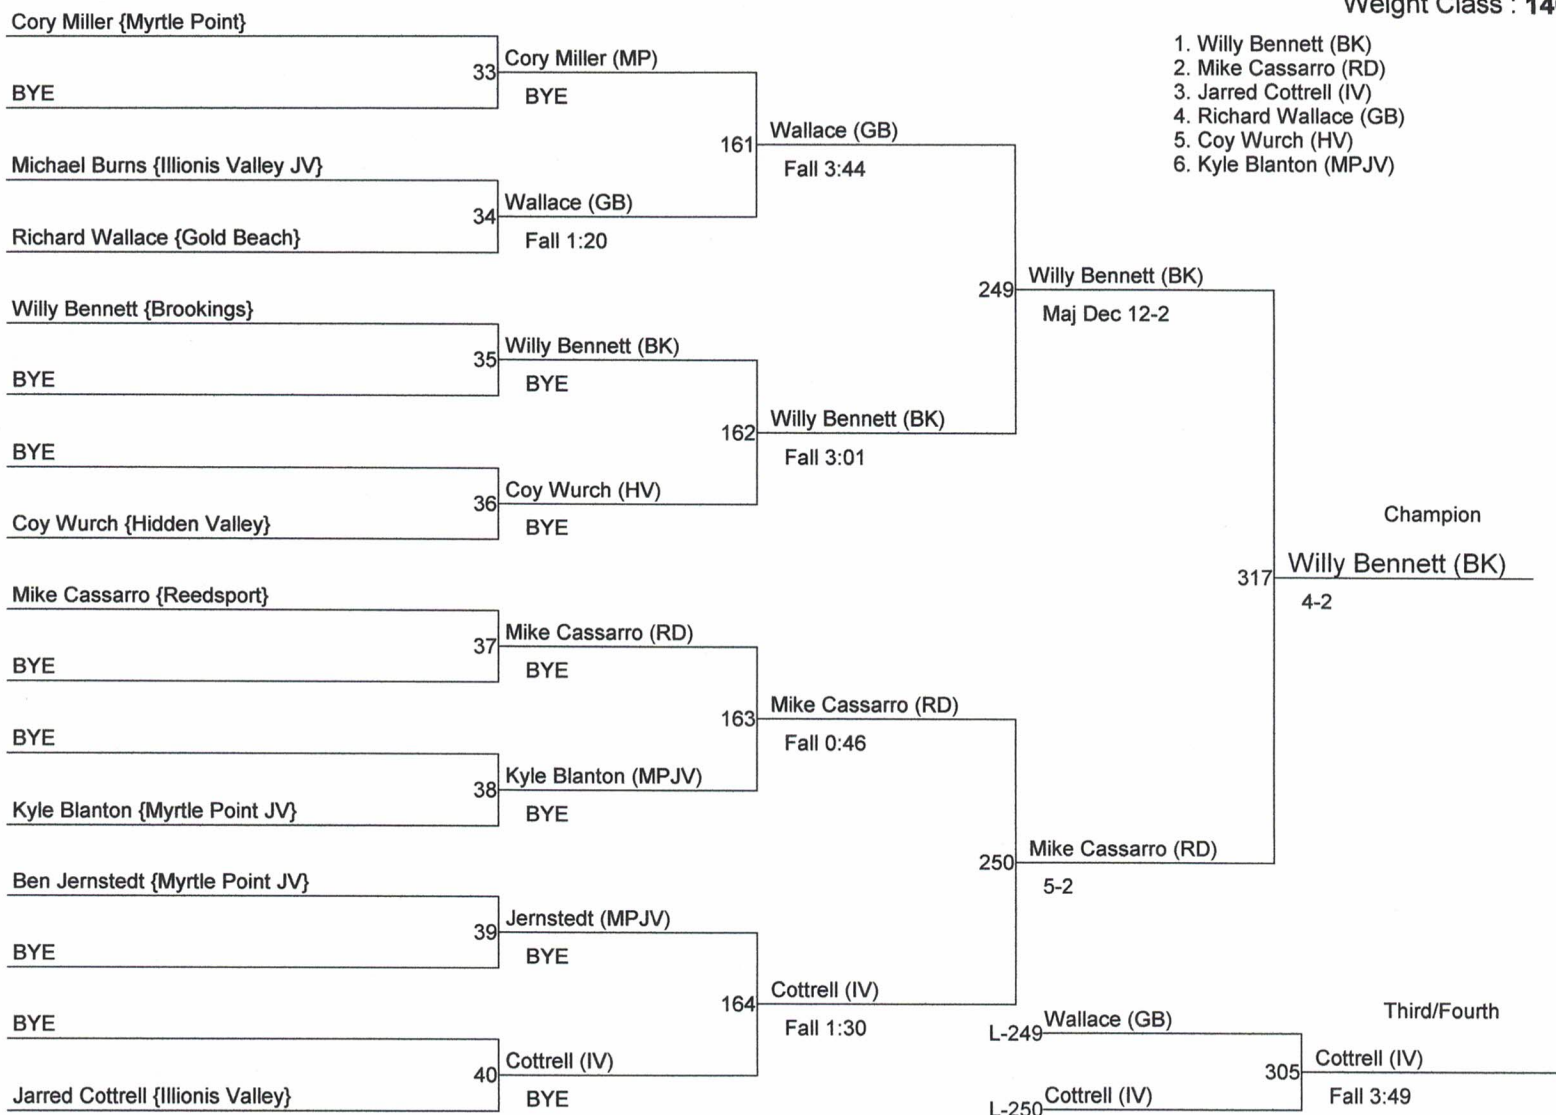 Weight Class : 14
1. Willy Bennett (BK)
2. Mike Cassarro (RD)
3. Jarred Cottrell (IV)
4. Richard Wallace (GB)
5. Coy Wurch (HV)
6. Kyle Blanton (MPJV)
Cory Miller {Myrtle Point}
BYE
Michael Burns {Illionis Valley JV}
Richard Wallace {Gold Beach}
Willy Bennett {Brookings}
BYE
BYE
Coy Wurch {Hidden Valley}
Mike Cassarro {Reedsport}
BYE
BYE
Kyle Blanton {Myrtle Point JV}
Ben Jernstedt {Myrtle Point JV}
BYE
BYE
Jarred Cottrell {Illionis Valley}
33 Cory Miller (MP)
BYE
34 Wallace (GB)
Fall 1:20
35 Willy Bennett (BK)
BYE
36 Coy Wurch (HV)
BYE
37 Mike Cassarro (RD)
BYE
38 Kyle Blanton (MPJV)
BYE
39 Jernstedt (MPJV)
BYE
40 Cottrell (IV)
BYE
161 Wallace (GB)
Fall 3:44
162 Willy Bennett (BK)
Fall 3:01
163 Mike Cassarro (RD)
Fall 0:46
164 Cottrell (IV)
Fall 1:30
249 Willy Bennett (BK)
Maj Dec 12-2
250 Mike Cassarro (RD)
5-2
Champion
317 Willy Bennett (BK)
4-2
Third/Fourth
L-249 Wallace (GB)
L-250 Cottrell (IV)
305 Cottrell (IV)
Fall 3:49